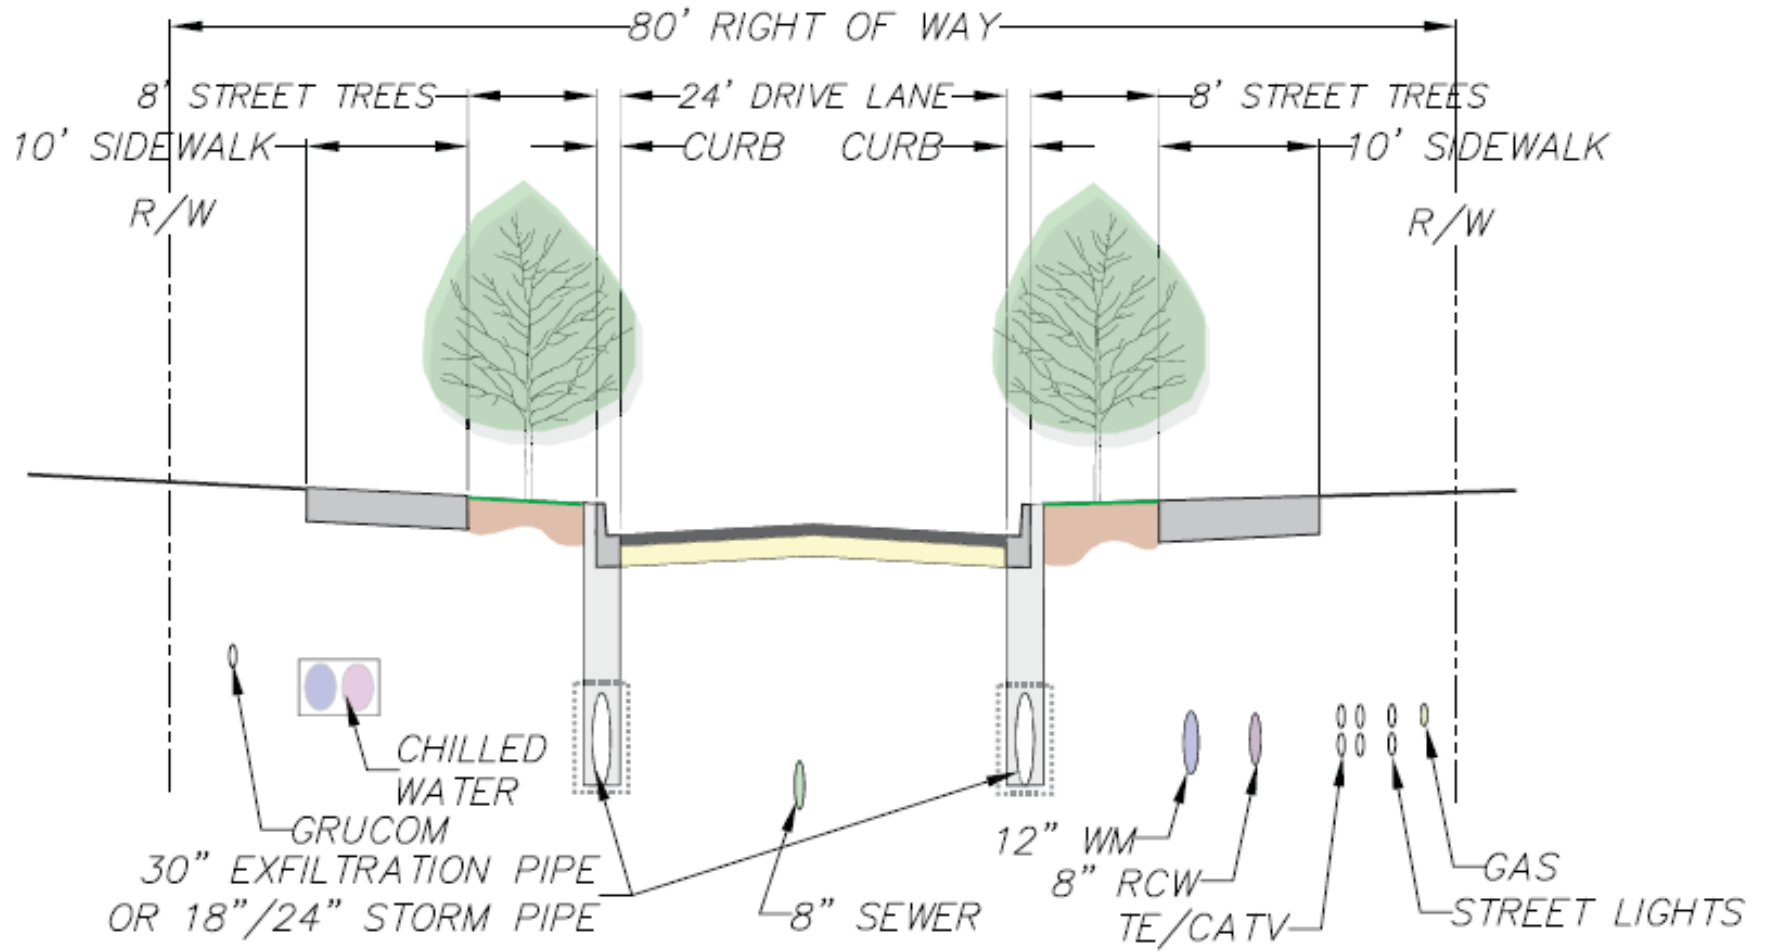 80' RIGHT OF WAY
8' STREET TREES 24' DRIVE LANE 8' STREET TREES
10' SIDEWALK CURB CURB 10' SIDEWALK
R/W R/W
CHILLED
WATER
GRUCOM
30" EXFILTRATION PIPE
OR 18"/24" STORM PIPE
8" SEWER
12" WM
8" RCW
TE/CATV
GAS
STREET LIGHTS